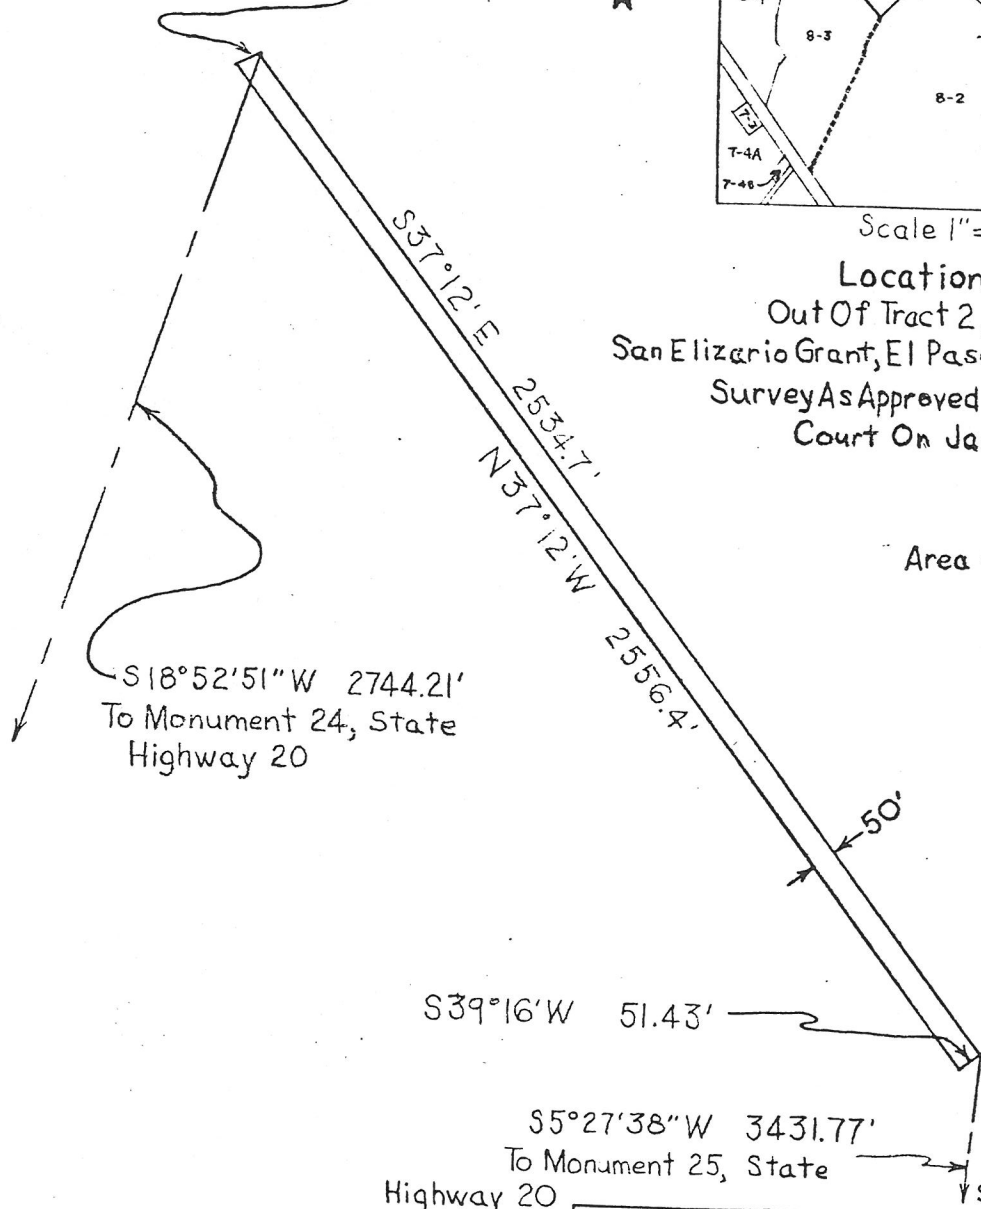 8-3
8-2
7-3
7-4A
7-4B
Scale 1"=
Location
Out Of Tract 2
San Elizario Grant, El Pas
Survey As Approved
Court On Ja
S37°12'E 2534.7'
N37°12'W 2556.4'
Area
S18°52'51"W 2744.21'
To Monument 24, State
Highway 20
50'
S39°16'W 51.43'
S5°27'38"W 3431.77'
To Monument 25, State
Highway 20